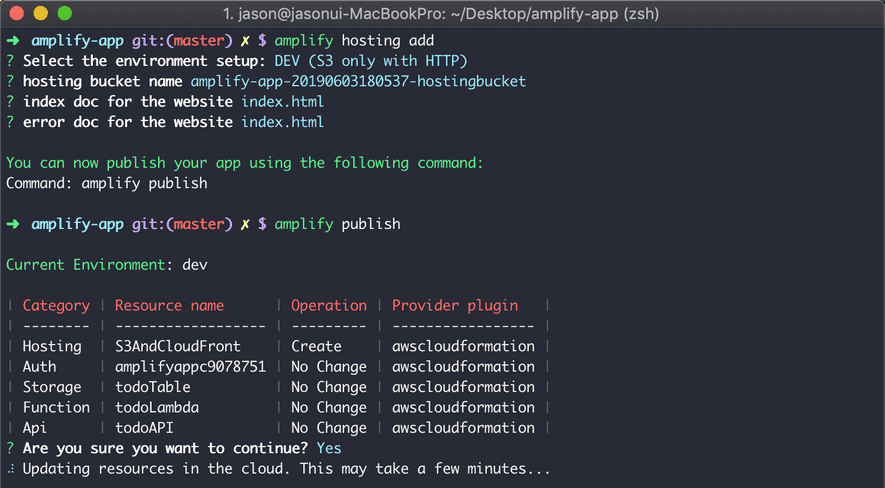 1. jason@jasonui-MacBookPro: ~/Desktop/amplify-app (zsh)
➜ amplify-app git:(master) ✗ $ amplify hosting add
? Select the environment setup: DEV (S3 only with HTTP)
? hosting bucket name amplify-app-20190603180537-hostingbucket
? index doc for the website index.html
? error doc for the website index.html
You can now publish your app using the following command:
Command: amplify publish
➜ amplify-app git:(master) ✗ $ amplify publish
Current Environment: dev
| Category | Resource name | Operation | Provider plugin |
| -------- | ------------------ | --------- | ----------------- |
| Hosting | S3AndCloudFront | Create | awscloudformation |
| Auth | amplifyappc9078751 | No Change | awscloudformation |
| Storage | todoTable | No Change | awscloudformation |
| Function | todoLambda | No Change | awscloudformation |
| Api | todoAPI | No Change | awscloudformation |
? Are you sure you want to continue? Yes
⠼ Updating resources in the cloud. This may take a few minutes...